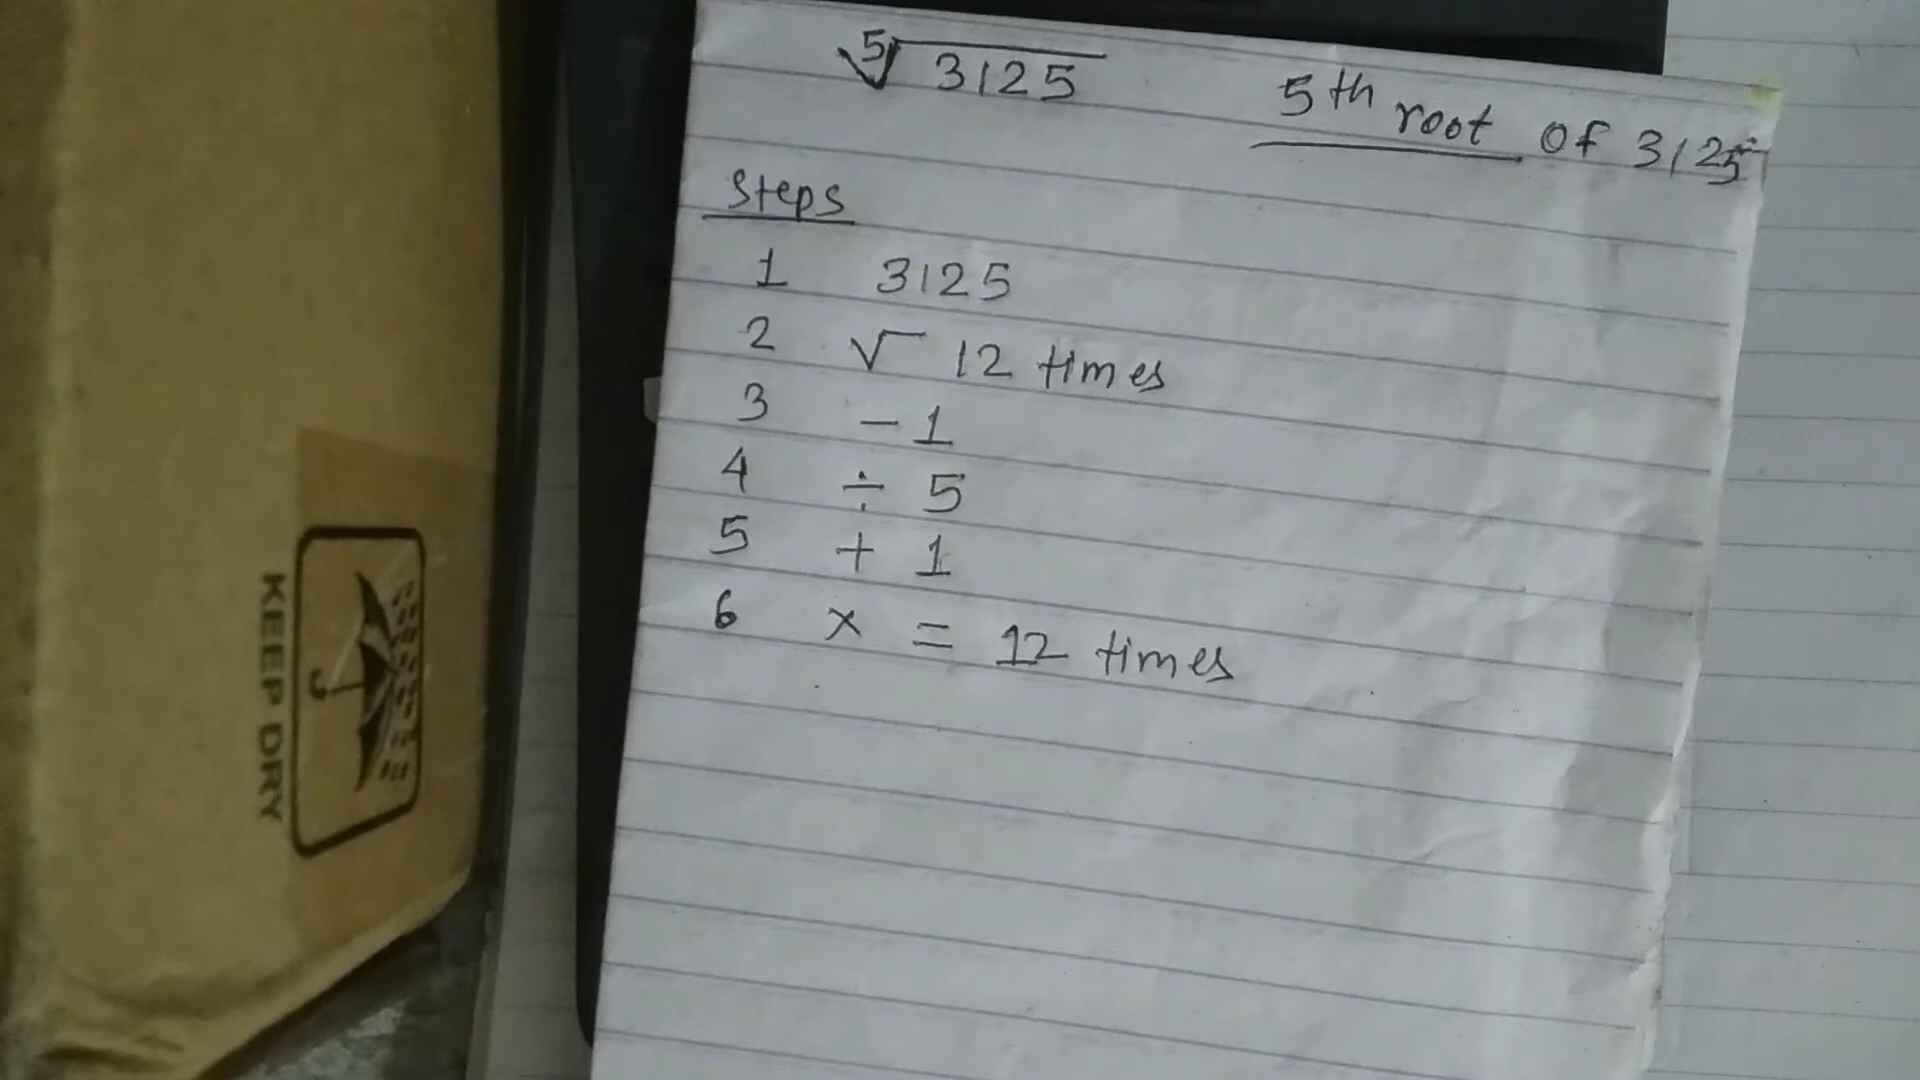 5√3125
5th root of 3125
Steps
1 3125
2 √ 12 times
3 - 1
4 ÷ 5
5 + 1
6 x = 12 times
KEEP DRY